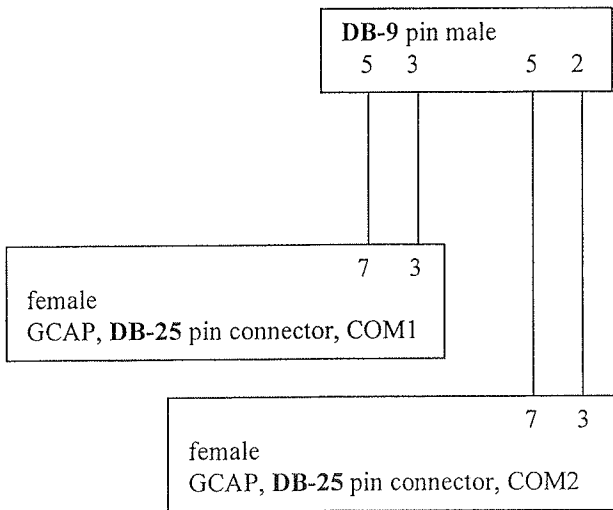 DB-9 pin male
5 3 5 2
7 3
female
GCAP, DB-25 pin connector, COM1
7 3
female
GCAP, DB-25 pin connector, COM2